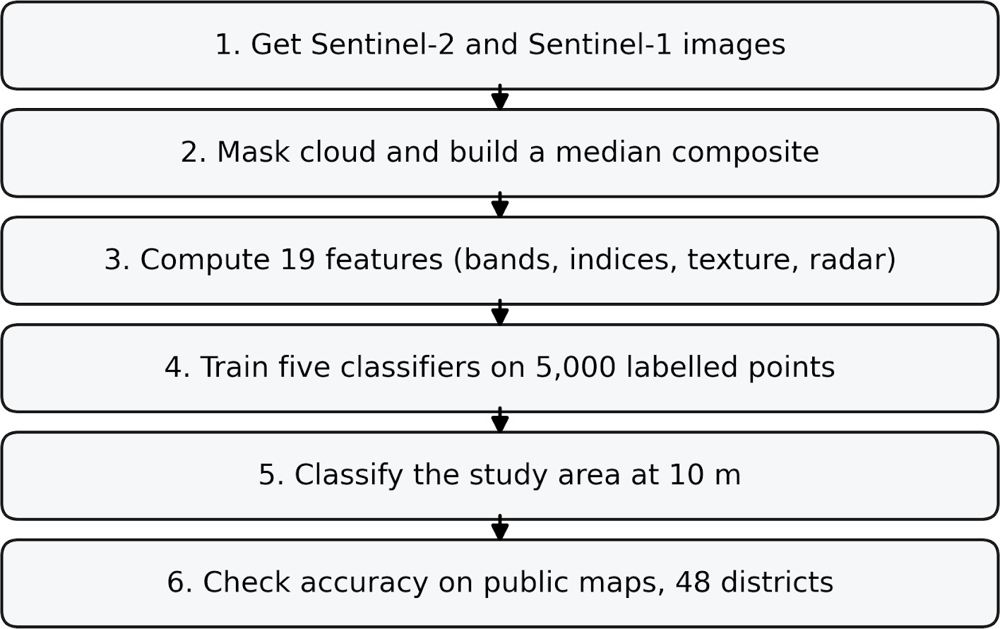 1. Get Sentinel-2 and Sentinel-1 images
2. Mask cloud and build a median composite
3. Compute 19 features (bands, indices, texture, radar)
4. Train five classifiers on 5,000 labelled points
5. Classify the study area at 10 m
6. Check accuracy on public maps, 48 districts